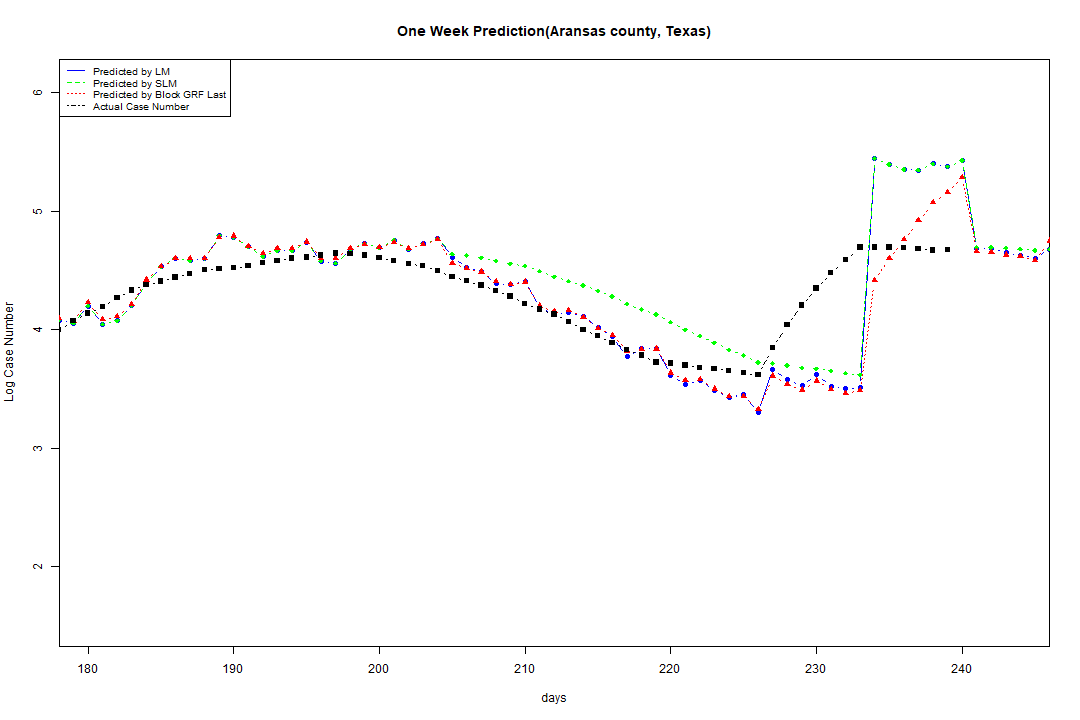 One Week Prediction(Aransas county, Texas)
Predicted by LM
Predicted by SLM
Predicted by Block GRF Last
Actual Case Number
6
5
4
3
2
Log Case Number
180 190 200 210 220 230 240
days